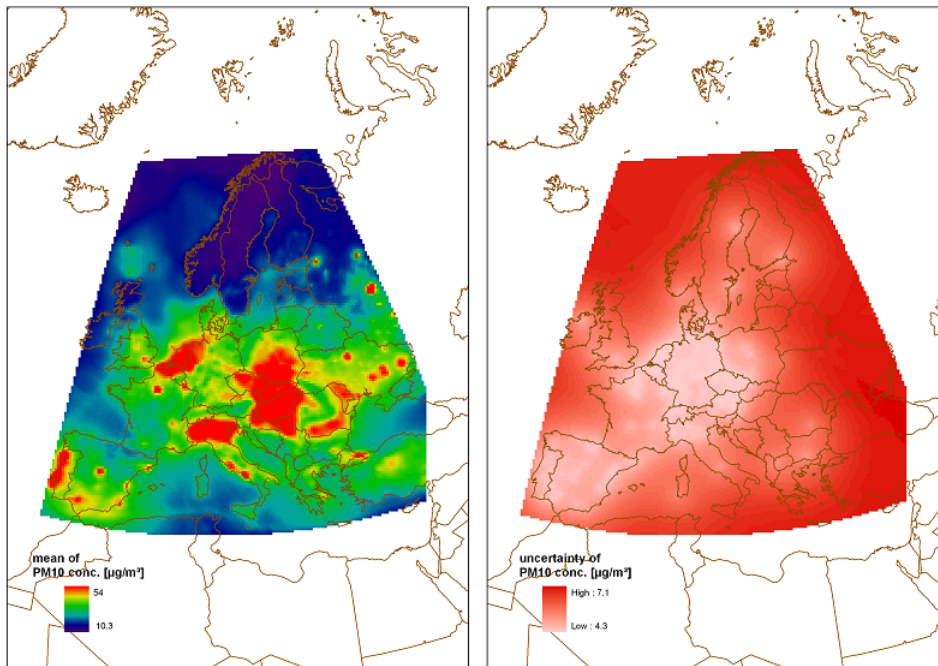 mean of
PM10 conc. [µg/m³]
54
10.3
uncertainty of
PM10 conc. [µg/m³]
High : 7.1
Low : 4.3